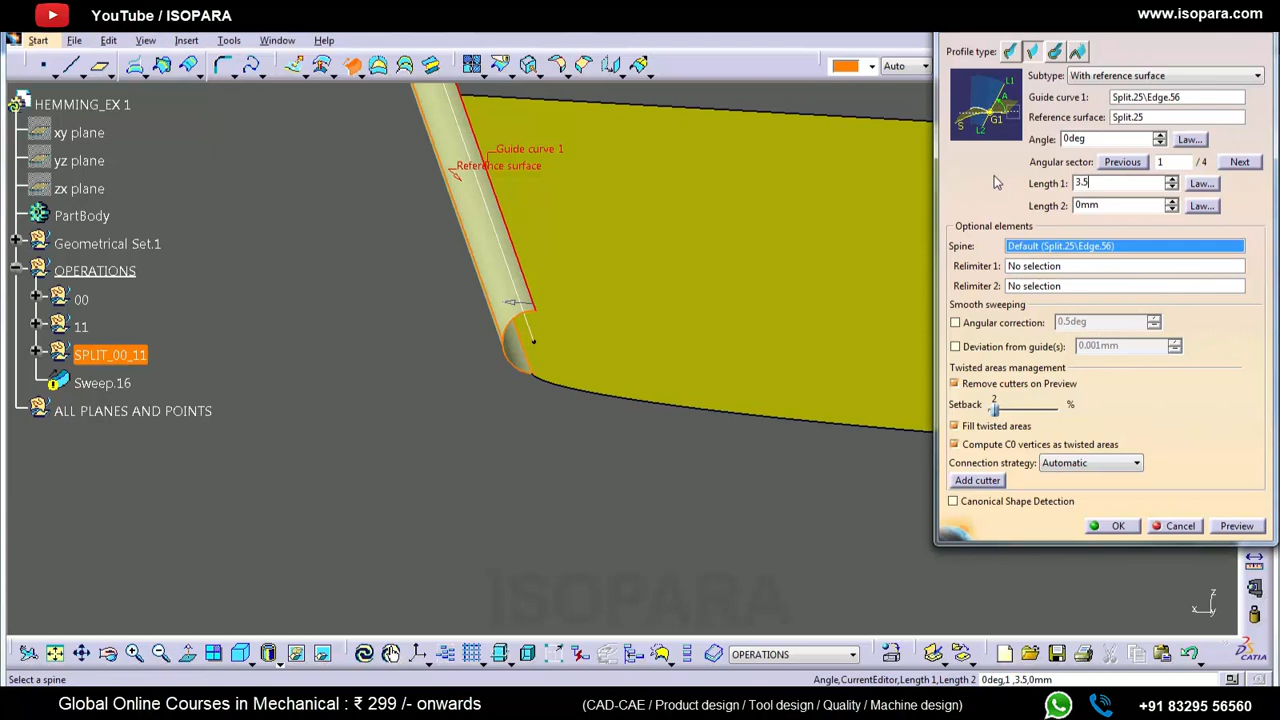 YouTube / ISOPARA
www.isopara.com
Start File Edit View Insert Tools Window Help
Auto
HEMMING_EX 1
xy plane
yz plane
zx plane
PartBody
Geometrical Set.1
OPERATIONS
00
11
SPLIT_00_11
Sweep.16
ALL PLANES AND POINTS
Guide curve 1
Reference surface
Profile type:
Subtype: With reference surface
Guide curve 1: Split.25\Edge.56
Reference surface: Split.25
Angle: 0deg Law...
Angular sector: Previous 1 / 4 Next
Length 1: 3.5 Law...
Length 2: 0mm Law...
L1
A
G1
S
L2
Optional elements
Spine: Default (Split.25\Edge.56)
Relimiter 1: No selection
Relimiter 2: No selection
Smooth sweeping
Angular correction: 0.5deg
Deviation from guide(s): 0.001mm
Twisted areas management
Remove cutters on Preview
Setback 2 %
Fill twisted areas
Compute C0 vertices as twisted areas
Connection strategy: Automatic
Add cutter
Canonical Shape Detection
OK Cancel Preview
ISOPARA
z
x y
OPERATIONS
CATIA
Select a spine
Angle,CurrentEditor,Length 1,Length 2 0deg,1 ,3.5,0mm
Global Online Courses in Mechanical : ₹ 299 /- onwards
(CAD-CAE / Product design / Tool design / Quality / Machine design)
+91 83295 56560